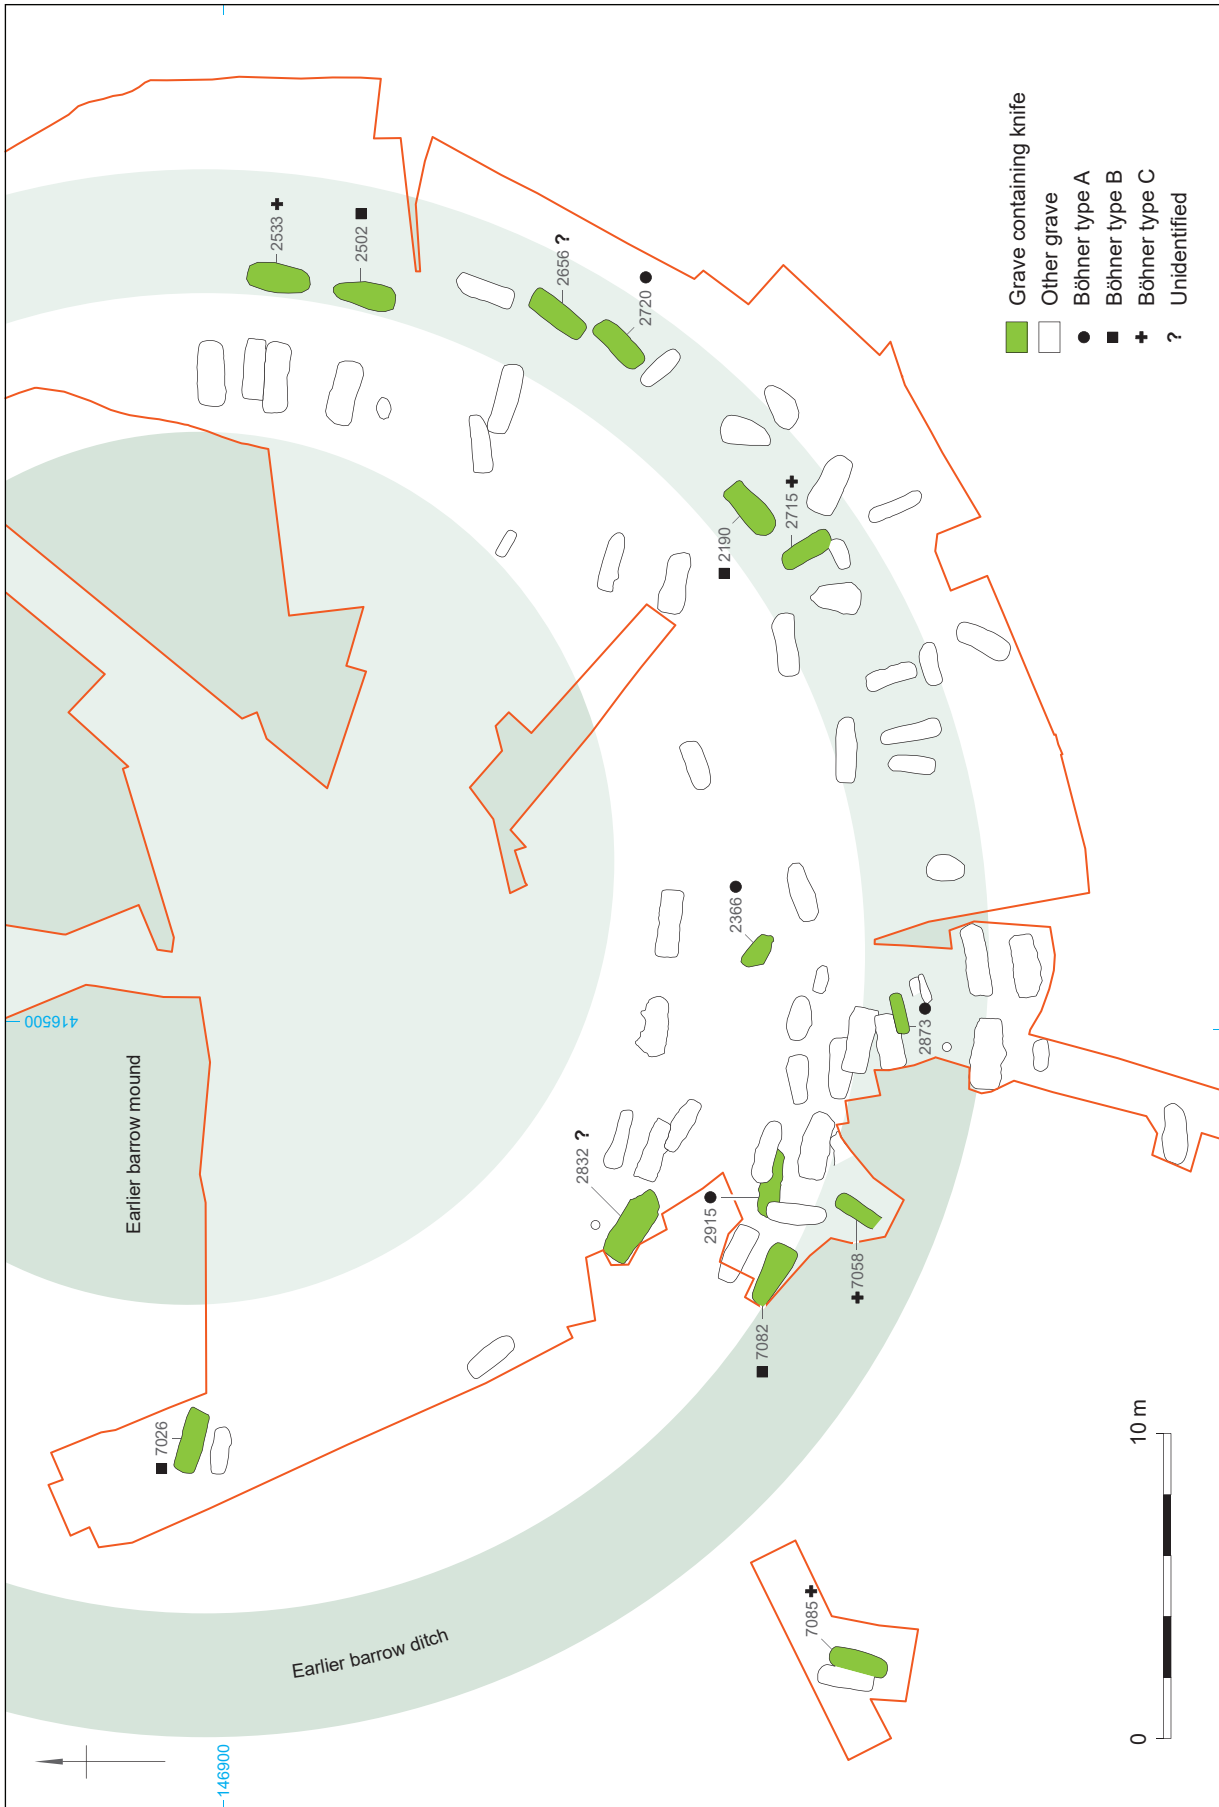 2533
2502
2656 ?
2720
2190
2715
2366
2873
2832 ?
2915
7058
7082
7026
7085
Earlier barrow mound
Earlier barrow ditch
416500
146900
Grave containing knife
Other grave
Böhner type A
Böhner type B
Böhner type C
? Unidentified
0 10 m